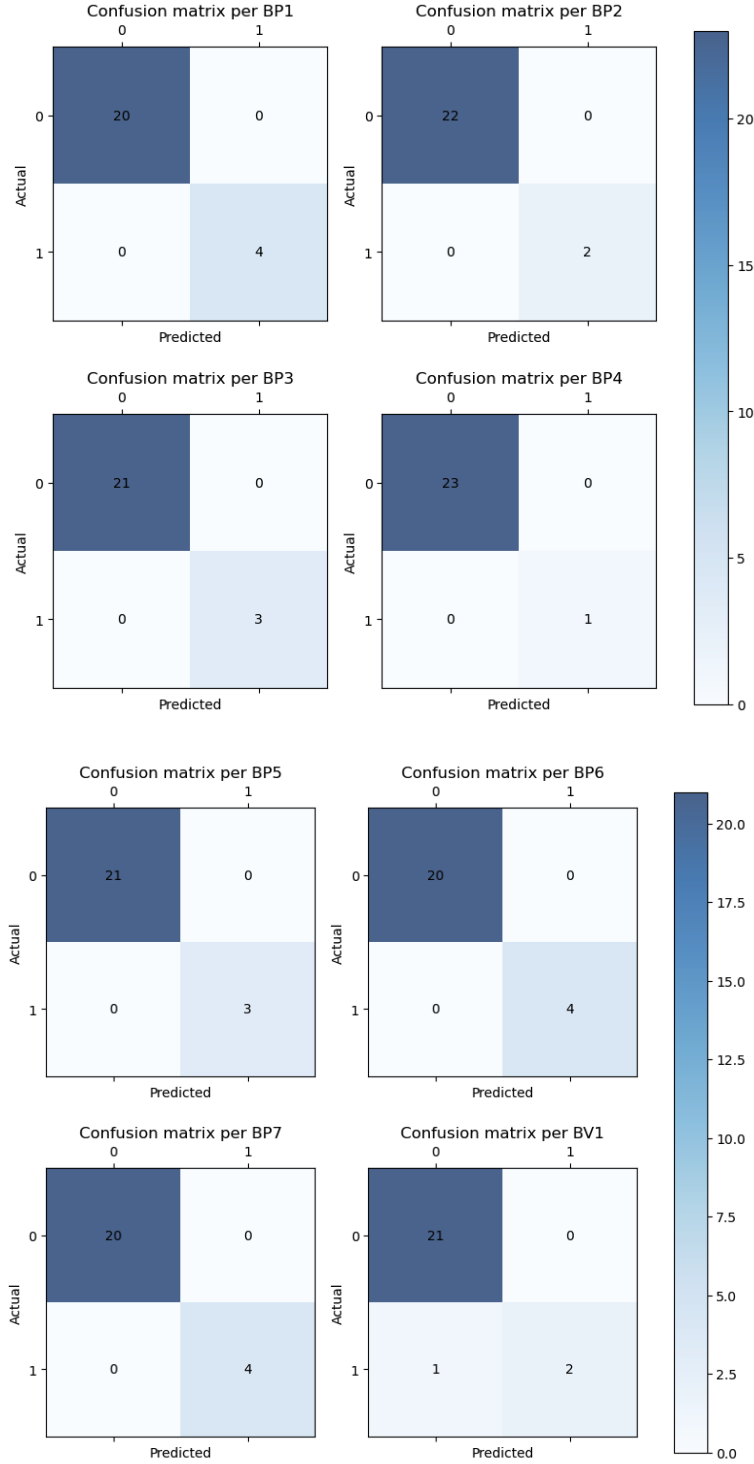 Confusion matrix per BP1
0 1
0 20 0
Actual
1 0 4
Predicted
Confusion matrix per BP2
0 1
0 22 0
Actual
1 0 2
Predicted
Confusion matrix per BP3
0 1
0 21 0
Actual
1 0 3
Predicted
Confusion matrix per BP4
0 1
0 23 0
Actual
1 0 1
Predicted
20
15
10
5
0
Confusion matrix per BP5
0 1
0 21 0
Actual
1 0 3
Predicted
Confusion matrix per BP6
0 1
0 20 0
Actual
1 0 4
Predicted
Confusion matrix per BP7
0 1
0 20 0
Actual
1 0 4
Predicted
Confusion matrix per BV1
0 1
0 21 0
Actual
1 1 2
Predicted
20.0
17.5
15.0
12.5
10.0
7.5
5.0
2.5
0.0